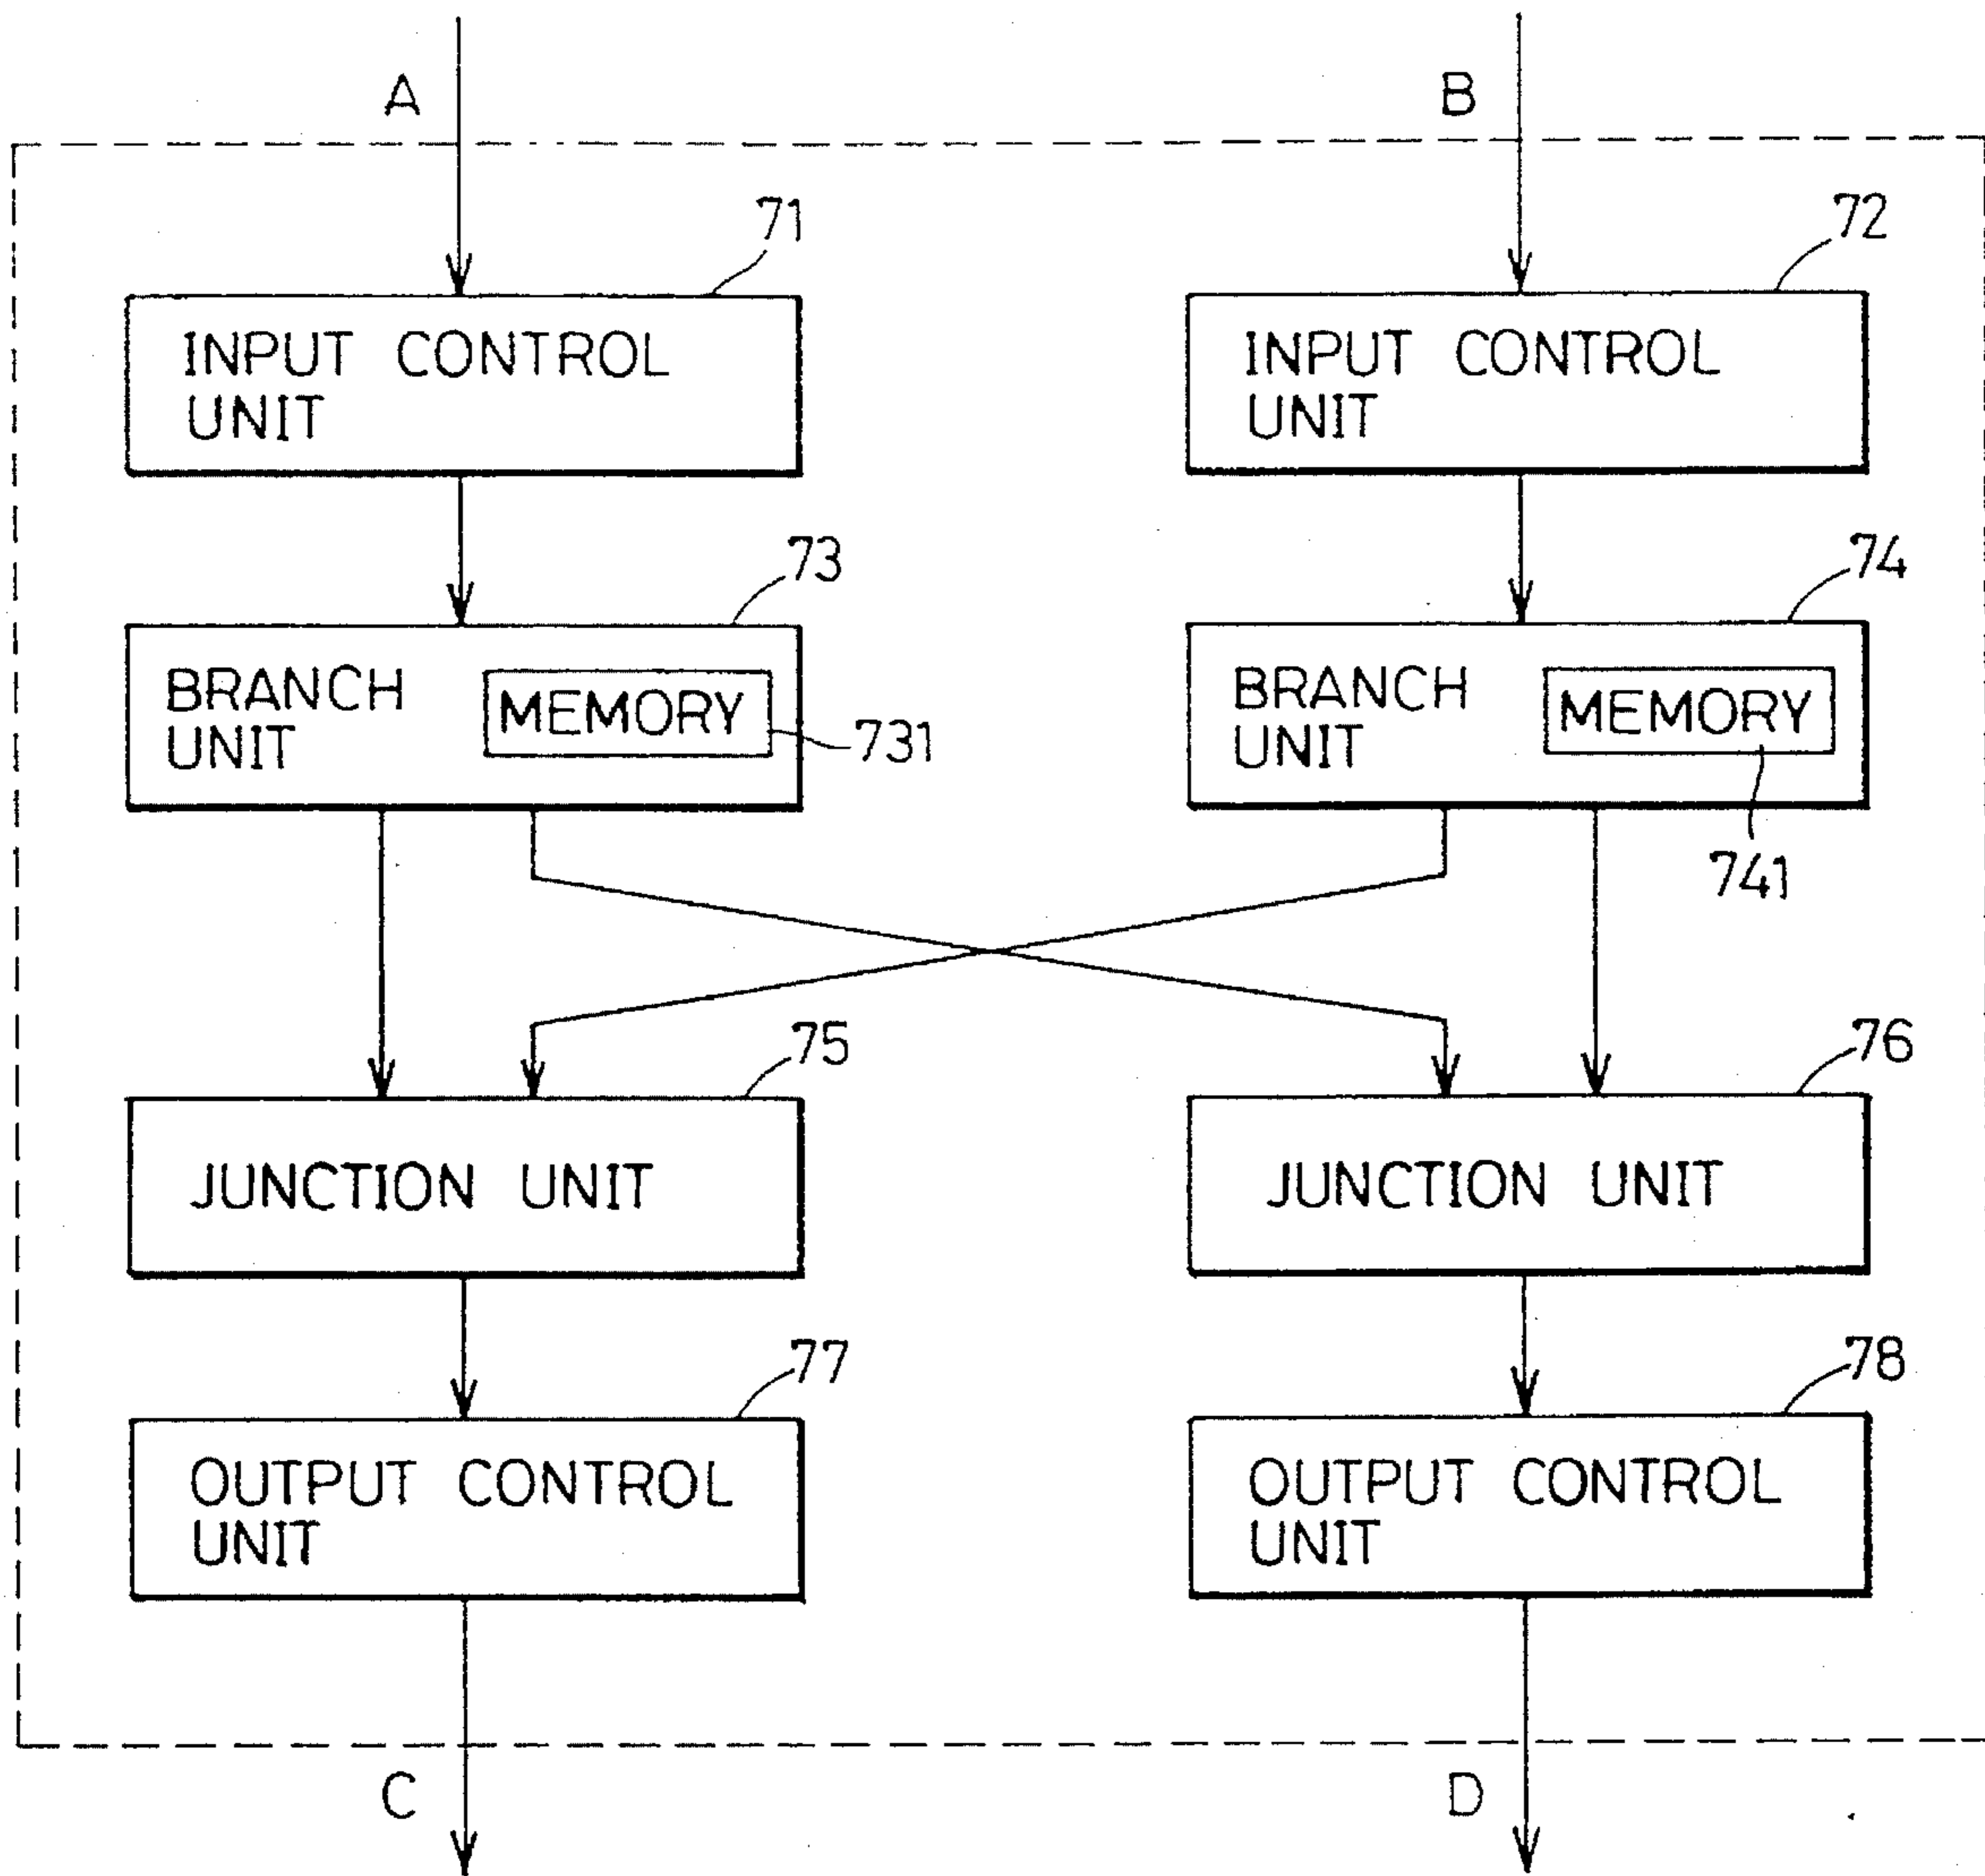 A
B
71
72
INPUT CONTROL
UNIT
INPUT CONTROL
UNIT
73
74
BRANCH
UNIT
MEMORY
731
BRANCH
UNIT
MEMORY
741
75
76
JUNCTION UNIT
JUNCTION UNIT
77
78
OUTPUT CONTROL
UNIT
OUTPUT CONTROL
UNIT
C
D